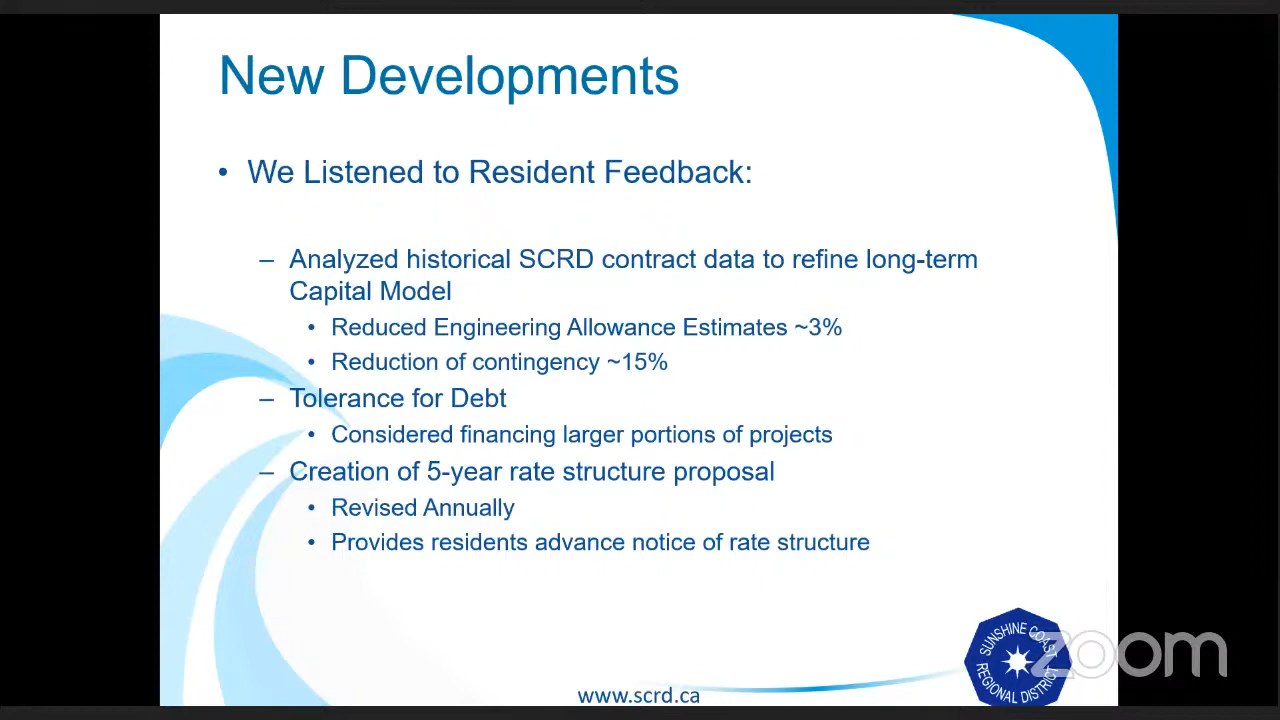 New Developments
• We Listened to Resident Feedback:
– Analyzed historical SCRD contract data to refine long-term
Capital Model
• Reduced Engineering Allowance Estimates ~3%
• Reduction of contingency ~15%
– Tolerance for Debt
• Considered financing larger portions of projects
– Creation of 5-year rate structure proposal
• Revised Annually
• Provides residents advance notice of rate structure
SUNSHINE COAST
REGIONAL DISTRICT
zoom
www.scrd.ca